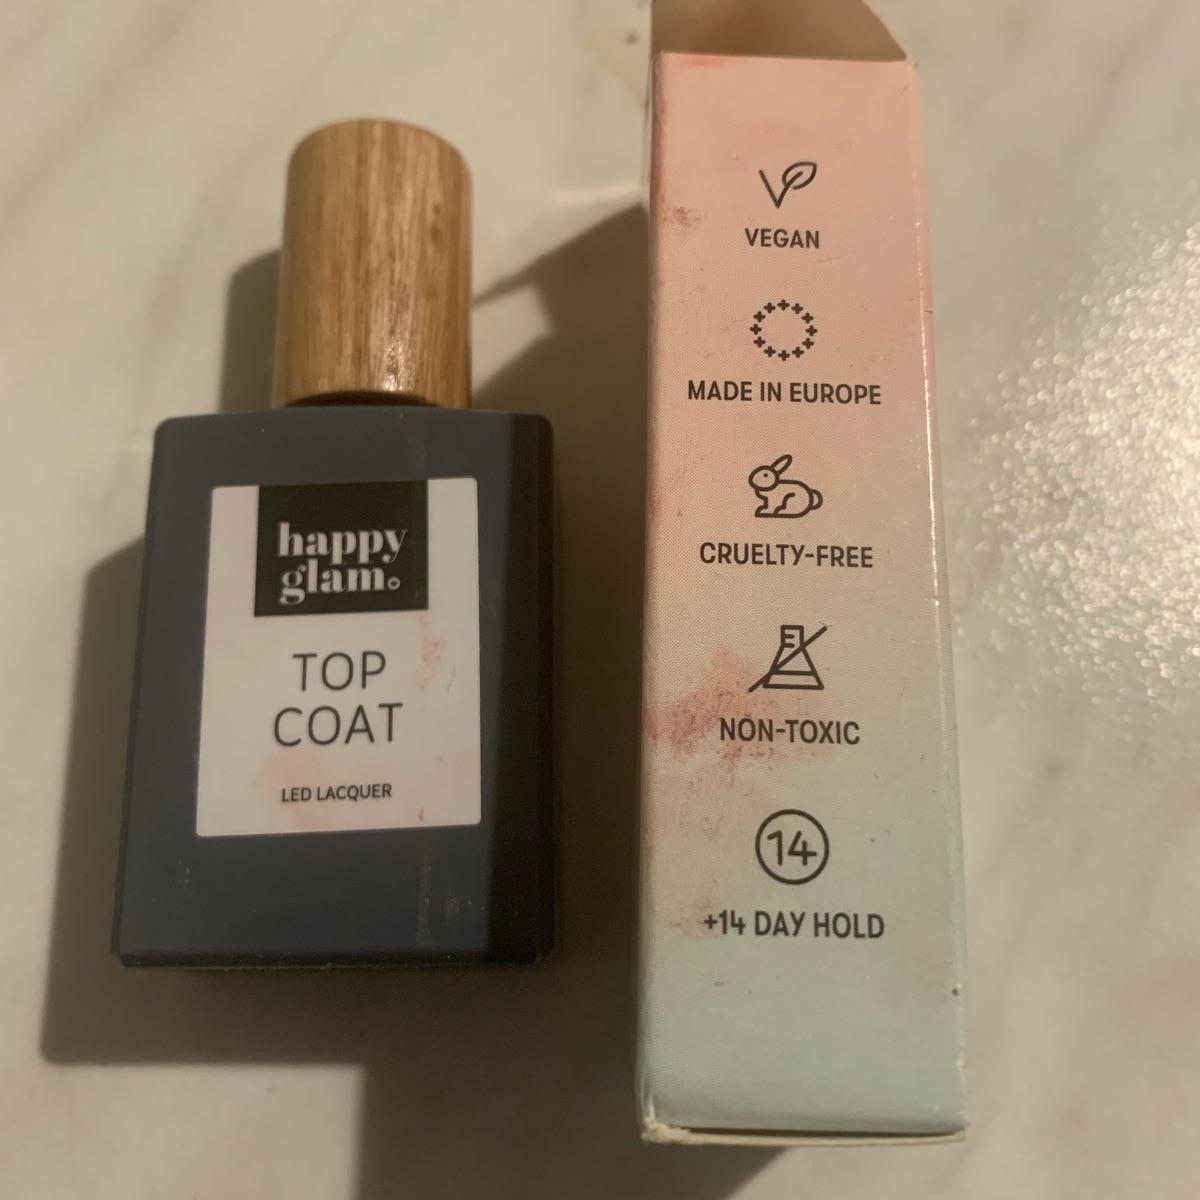 happy
glam
TOP
COAT
LED LACQUER
VEGAN
MADE IN EUROPE
CRUELTY-FREE
NON-TOXIC
14
+14 DAY HOLD